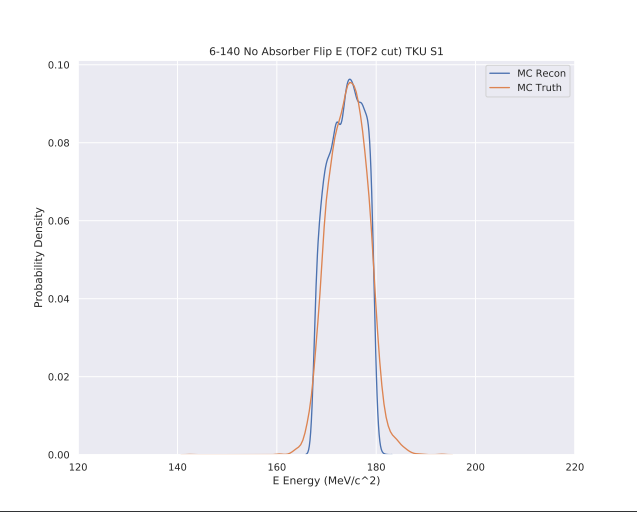 6-140 No Absorber Flip E (TOF2 cut) TKU S1
MC Recon
MC Truth
Probability Density
0.10
0.08
0.06
0.04
0.02
0.00
120 140 160 180 200 220
E Energy (MeV/c^2)